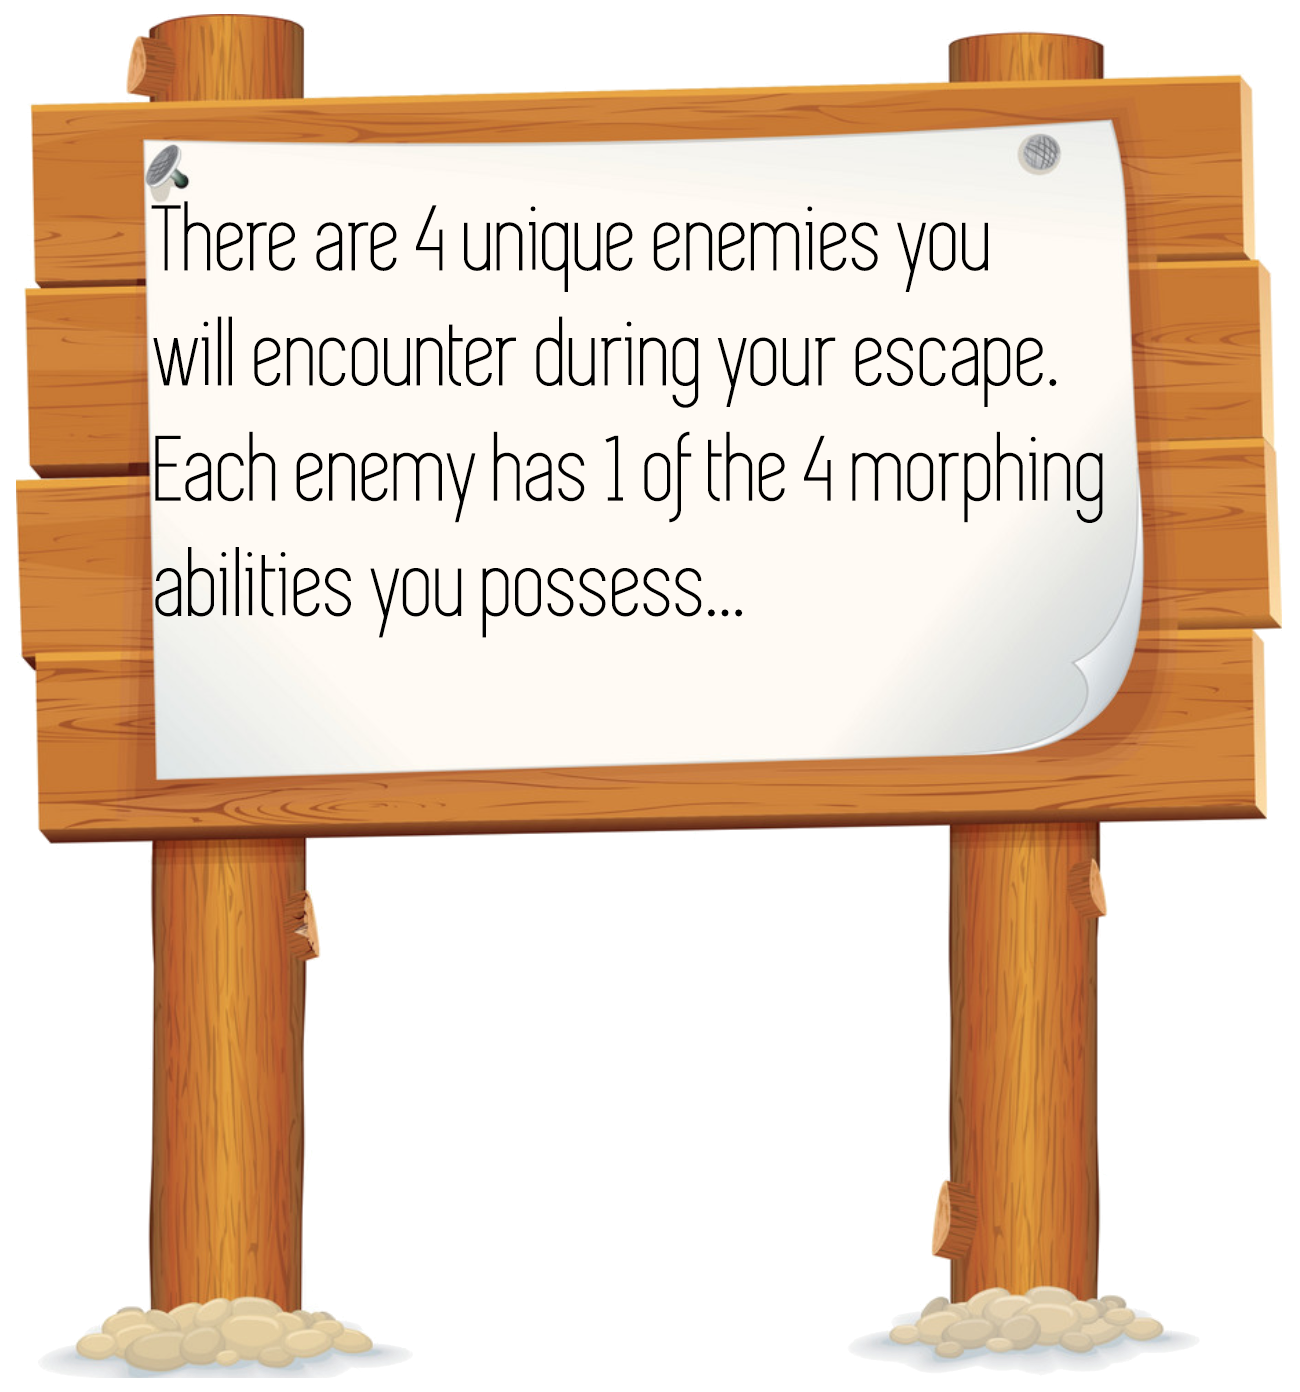 There are 4 unique enemies you
will encounter during your escape.
Each enemy has 1 of the 4 morphing
abilities you possess...